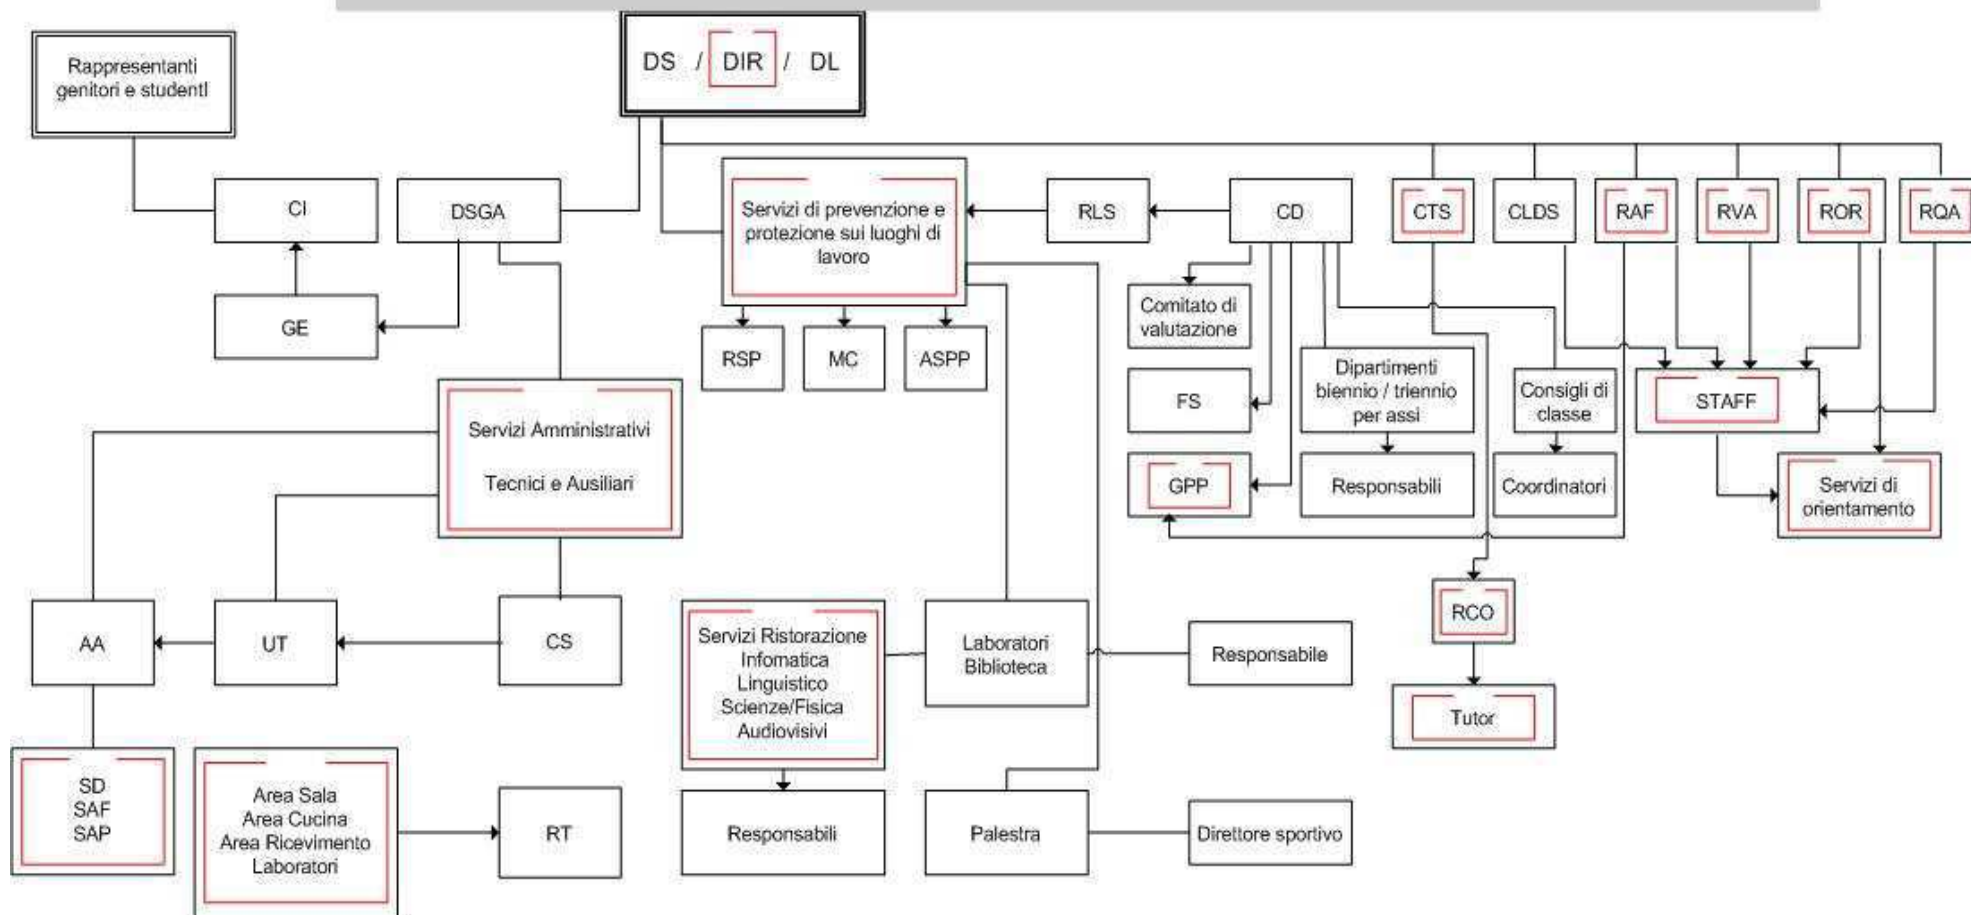 Rappresentanti
genitori e studentI
DS / DIR / DL
CI
DSGA
Servizi di prevenzione e
protezione sui luoghi di
lavoro
RLS
CD
CTS
CLDS
RAF
RVA
ROR
RQA
GE
RSP
MC
ASPP
Comitato di
valutazione
FS
GPP
Dipartimenti
biennio / triennio
per assi
Responsabili
Consigli di
classe
Coordinatori
STAFF
Servizi di
orientamento
Servizi Amministrativi
Tecnici e Ausiliari
AA
UT
CS
Servizi Ristorazione
Infomatica
Linguistico
Scienze/Fisica
Audiovisivi
Laboratori
Biblioteca
Responsabile
RCO
Tutor
SD
SAF
SAP
Area Sala
Area Cucina
Area Ricevimento
Laboratori
RT
Responsabili
Palestra
Direttore sportivo